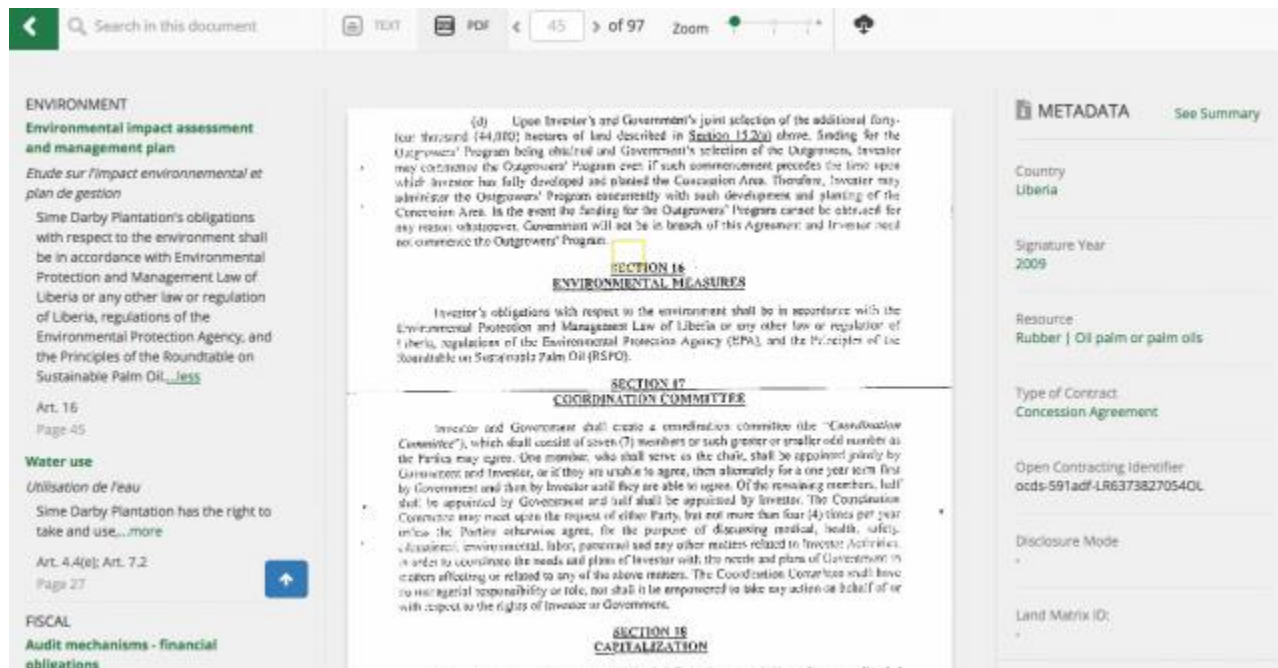 Search in this document
TEXT
PDF
45
of 97
Zoom
ENVIRONMENT
Environmental impact assessment
and management plan
Etude sur l'impact environnemental et
plan de gestion
Sime Darby Plantation's obligations
with respect to the environment shall
be in accordance with Environmental
Protection and Management Law of
Liberia or any other law or regulation
of Liberia, regulations of the
Environmental Protection Agency, and
the Principles of the Roundtable on
Sustainable Palm Oil...less
Art. 16
Page 45
Water use
Utilisation de l'eau
Sime Darby Plantation has the right to
take and use,...more
Art. 4.4(e); Art. 7.2
Page 27
FISCAL
Audit mechanisms - financial
obligations
(d) Upon Investor's and Government's joint selection of the additional forty-
four thousand (44,000) hectares of land described in Section 15.2(a) above, funding for the
Outgrowers' Program being obtained and Government's selection of the Outgrowers, Investor
may commence the Outgrowers' Program even if such commencement precedes the time upon
which Investor has fully developed and planted the Concession Area. Therefore, Investor may
administer the Outgrowers' Program concurrently with such development and planting of the
Concession Area. In the event the funding for the Outgrowers' Program cannot be obtained for
any reason whatsoever, Government will not be in breach of this Agreement and Investor need
not commence the Outgrowers' Program.
SECTION 16
ENVIRONMENTAL MEASURES
Investor's obligations with respect to the environment shall be in accordance with the
Environmental Protection and Management Law of Liberia or any other law or regulation of
Liberia, regulations of the Environmental Protection Agency (EPA), and the Principles of the
Roundtable on Sustainable Palm Oil (RSPO).
SECTION 17
COORDINATION COMMITTEE
Investor and Government shall create a coordination committee (the "Coordination
Committee"), which shall consist of seven (7) members or such greater or smaller odd number as
the Parties may agree. One member, who shall serve as the chair, shall be appointed jointly by
Government and Investor, or if they are unable to agree, then alternately for a one year term first
by Government and then by Investor until they are able to agree. Of the remaining members, half
shall be appointed by Government and half shall be appointed by Investor. The Coordination
Committee may meet upon the request of either Party, but not more than four (4) times per year
unless the Parties otherwise agree, for the purpose of discussing medical, health, safety,
educational, environmental, labor, personnel and any other matters related to Investor Activities,
in order to coordinate the needs and plans of Investor with the needs and plans of Government in
matters affecting or related to any of the above matters. The Coordination Committee shall have
no managerial responsibility or role, nor shall it be empowered to take any action on behalf of or
with respect to the rights of Investor or Government.
SECTION 18
CAPITALIZATION
METADATA
See Summary
Country
Liberia
Signature Year
2009
Resource
Rubber | Oil palm or palm oils
Type of Contract
Concession Agreement
Open Contracting Identifier
ocds-591adf-LR6373827054OL
Disclosure Mode
-
Land Matrix ID:
-